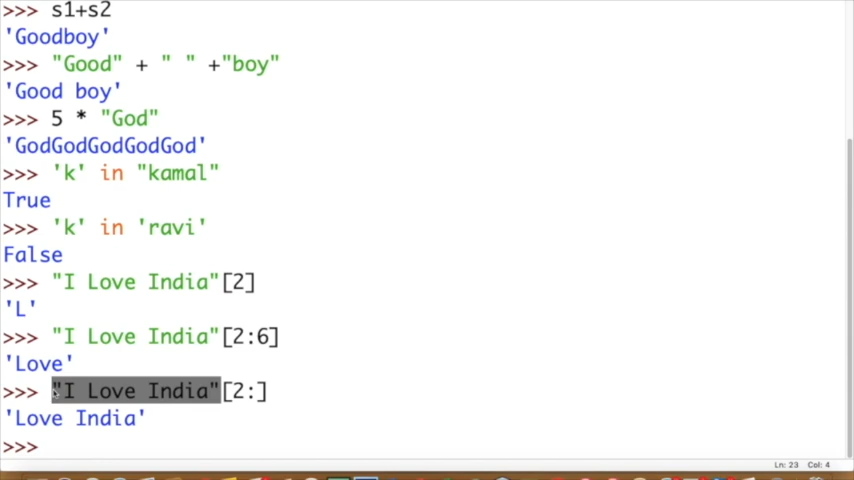 >>> s1+s2
'Goodboy'
>>> "Good" + " " +"boy"
'Good boy'
>>> 5 * "God"
'GodGodGodGodGod'
>>> 'k' in "kamal"
True
>>> 'k' in 'ravi'
False
>>> "I Love India"[2]
'L'
>>> "I Love India"[2:6]
'Love'
>>> "I Love India"[2:]
'Love India'
>>>
Ln: 23 Col: 4